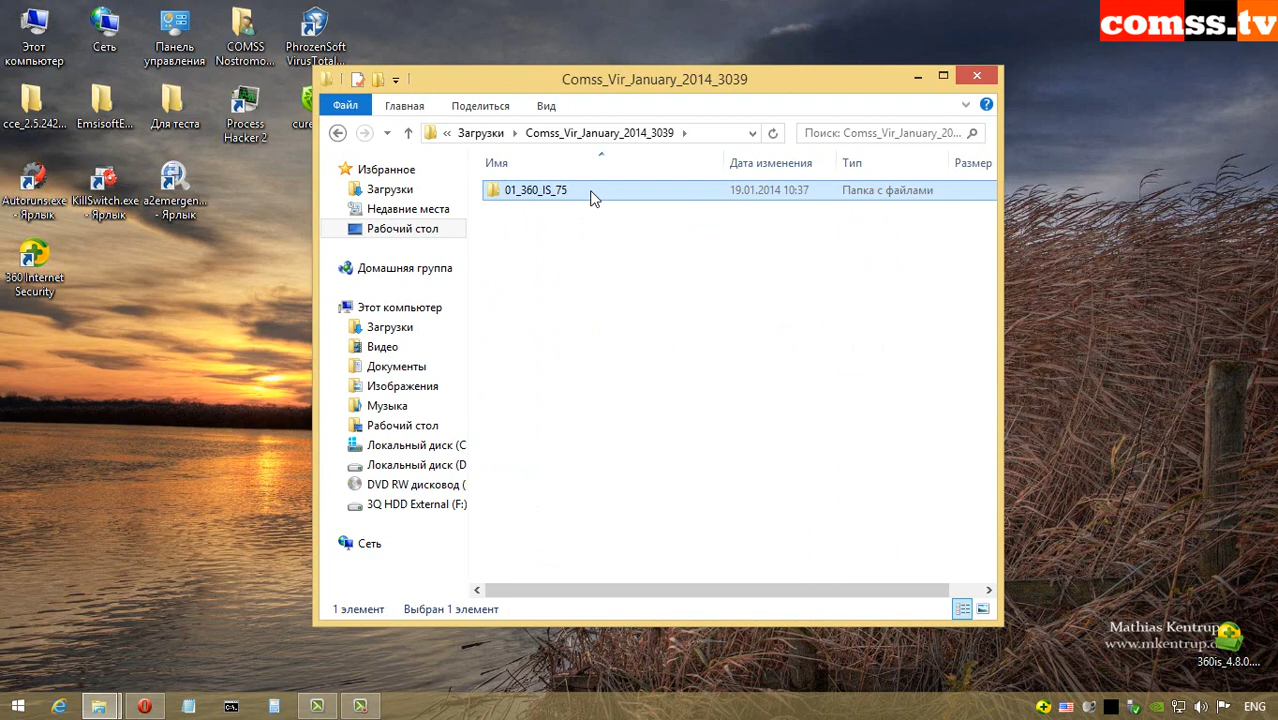 comss.tv
Этот
компьютер
Сеть
Панель
управления
COMSS
Nostromo...
PhrozenSoft
VirusTotal...
cce_2.5.242...
EmsisoftE...
Для теста
Process
Hacker 2
cure
Autoruns.exe
- Ярлык
KillSwitch.exe
- Ярлык
a2emergen...
- Ярлык
360 Internet
Security
Comss_Vir_January_2014_3039
Файл
Главная
Поделиться
Вид
« Загрузки
Comss_Vir_January_2014_3039
Поиск: Comss_Vir_January_20...
Имя
Дата изменения
Тип
Размер
01_360_IS_75
19.01.2014 10:37
Папка с файлами
Избранное
Загрузки
Недавние места
Рабочий стол
Домашняя группа
Этот компьютер
Загрузки
Видео
Документы
Изображения
Музыка
Рабочий стол
Локальный диск (C
Локальный диск (D
DVD RW дисковод (
3Q HDD External (F:)
Сеть
1 элемент
Выбран 1 элемент
Mathias Kentrup
www.mkentrup.d
360is_4.8.0....
C:\.
ENG